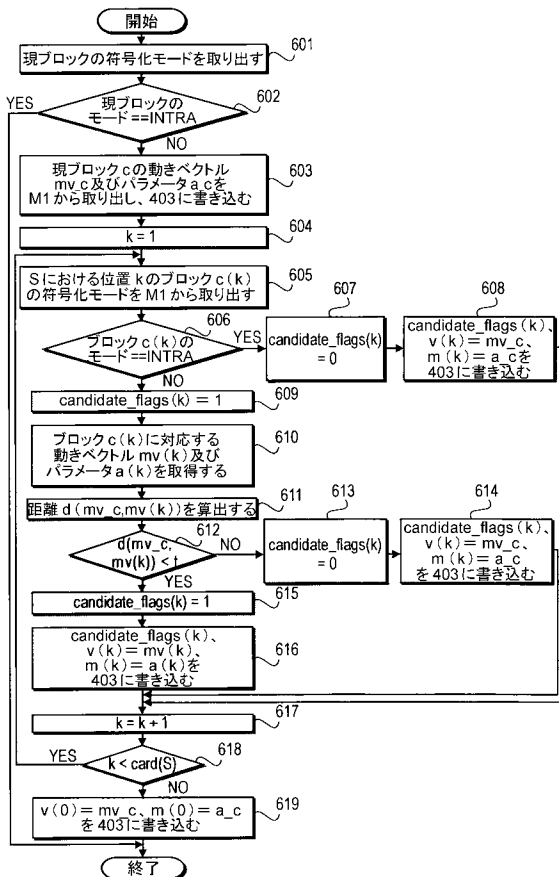 開始
601
現ブロックの符号化モードを取り出す
602
YES
現ブロックの
モード==INTRA
NO
603
現ブロックcの動きベクトル
mv_c及びパラメータa_cを
M1から取り出し、403に書き込む
604
k=1
605
Sにおける位置kのブロックc(k)
の符号化モードをM1から取出す
606
ブロックc(k)の
モード==INTRA
YES
NO
607
candidate_flags(k)
= 0
608
candidate_flags(k)、
v(k)=mv_c、
m(k)=a_cを
403に書き込む
candidate_flags(k) = 1
609
610
ブロックc(k)に対応する
動きベクトルmv(k)及び
パラメータa(k)を取得する
611
距離d(mv_c,mv(k))を算出する
612
d(mv_c,
mv(k))< t
NO
YES
613
candidate_flags(k)
= 0
614
candidate_flags(k)、
v(k)=mv_c、
m(k)=a_c
を403に書き込む
candidate_flags(k) = 1
615
candidate_flags(k)、
v(k)=mv(k)、
m(k)=a(k)を
403に書き込む
616
617
k=k+1
618
YES
k<card(S)
NO
v(0)=mv_c、m(0)=a_c
を403に書き込む
619
終了